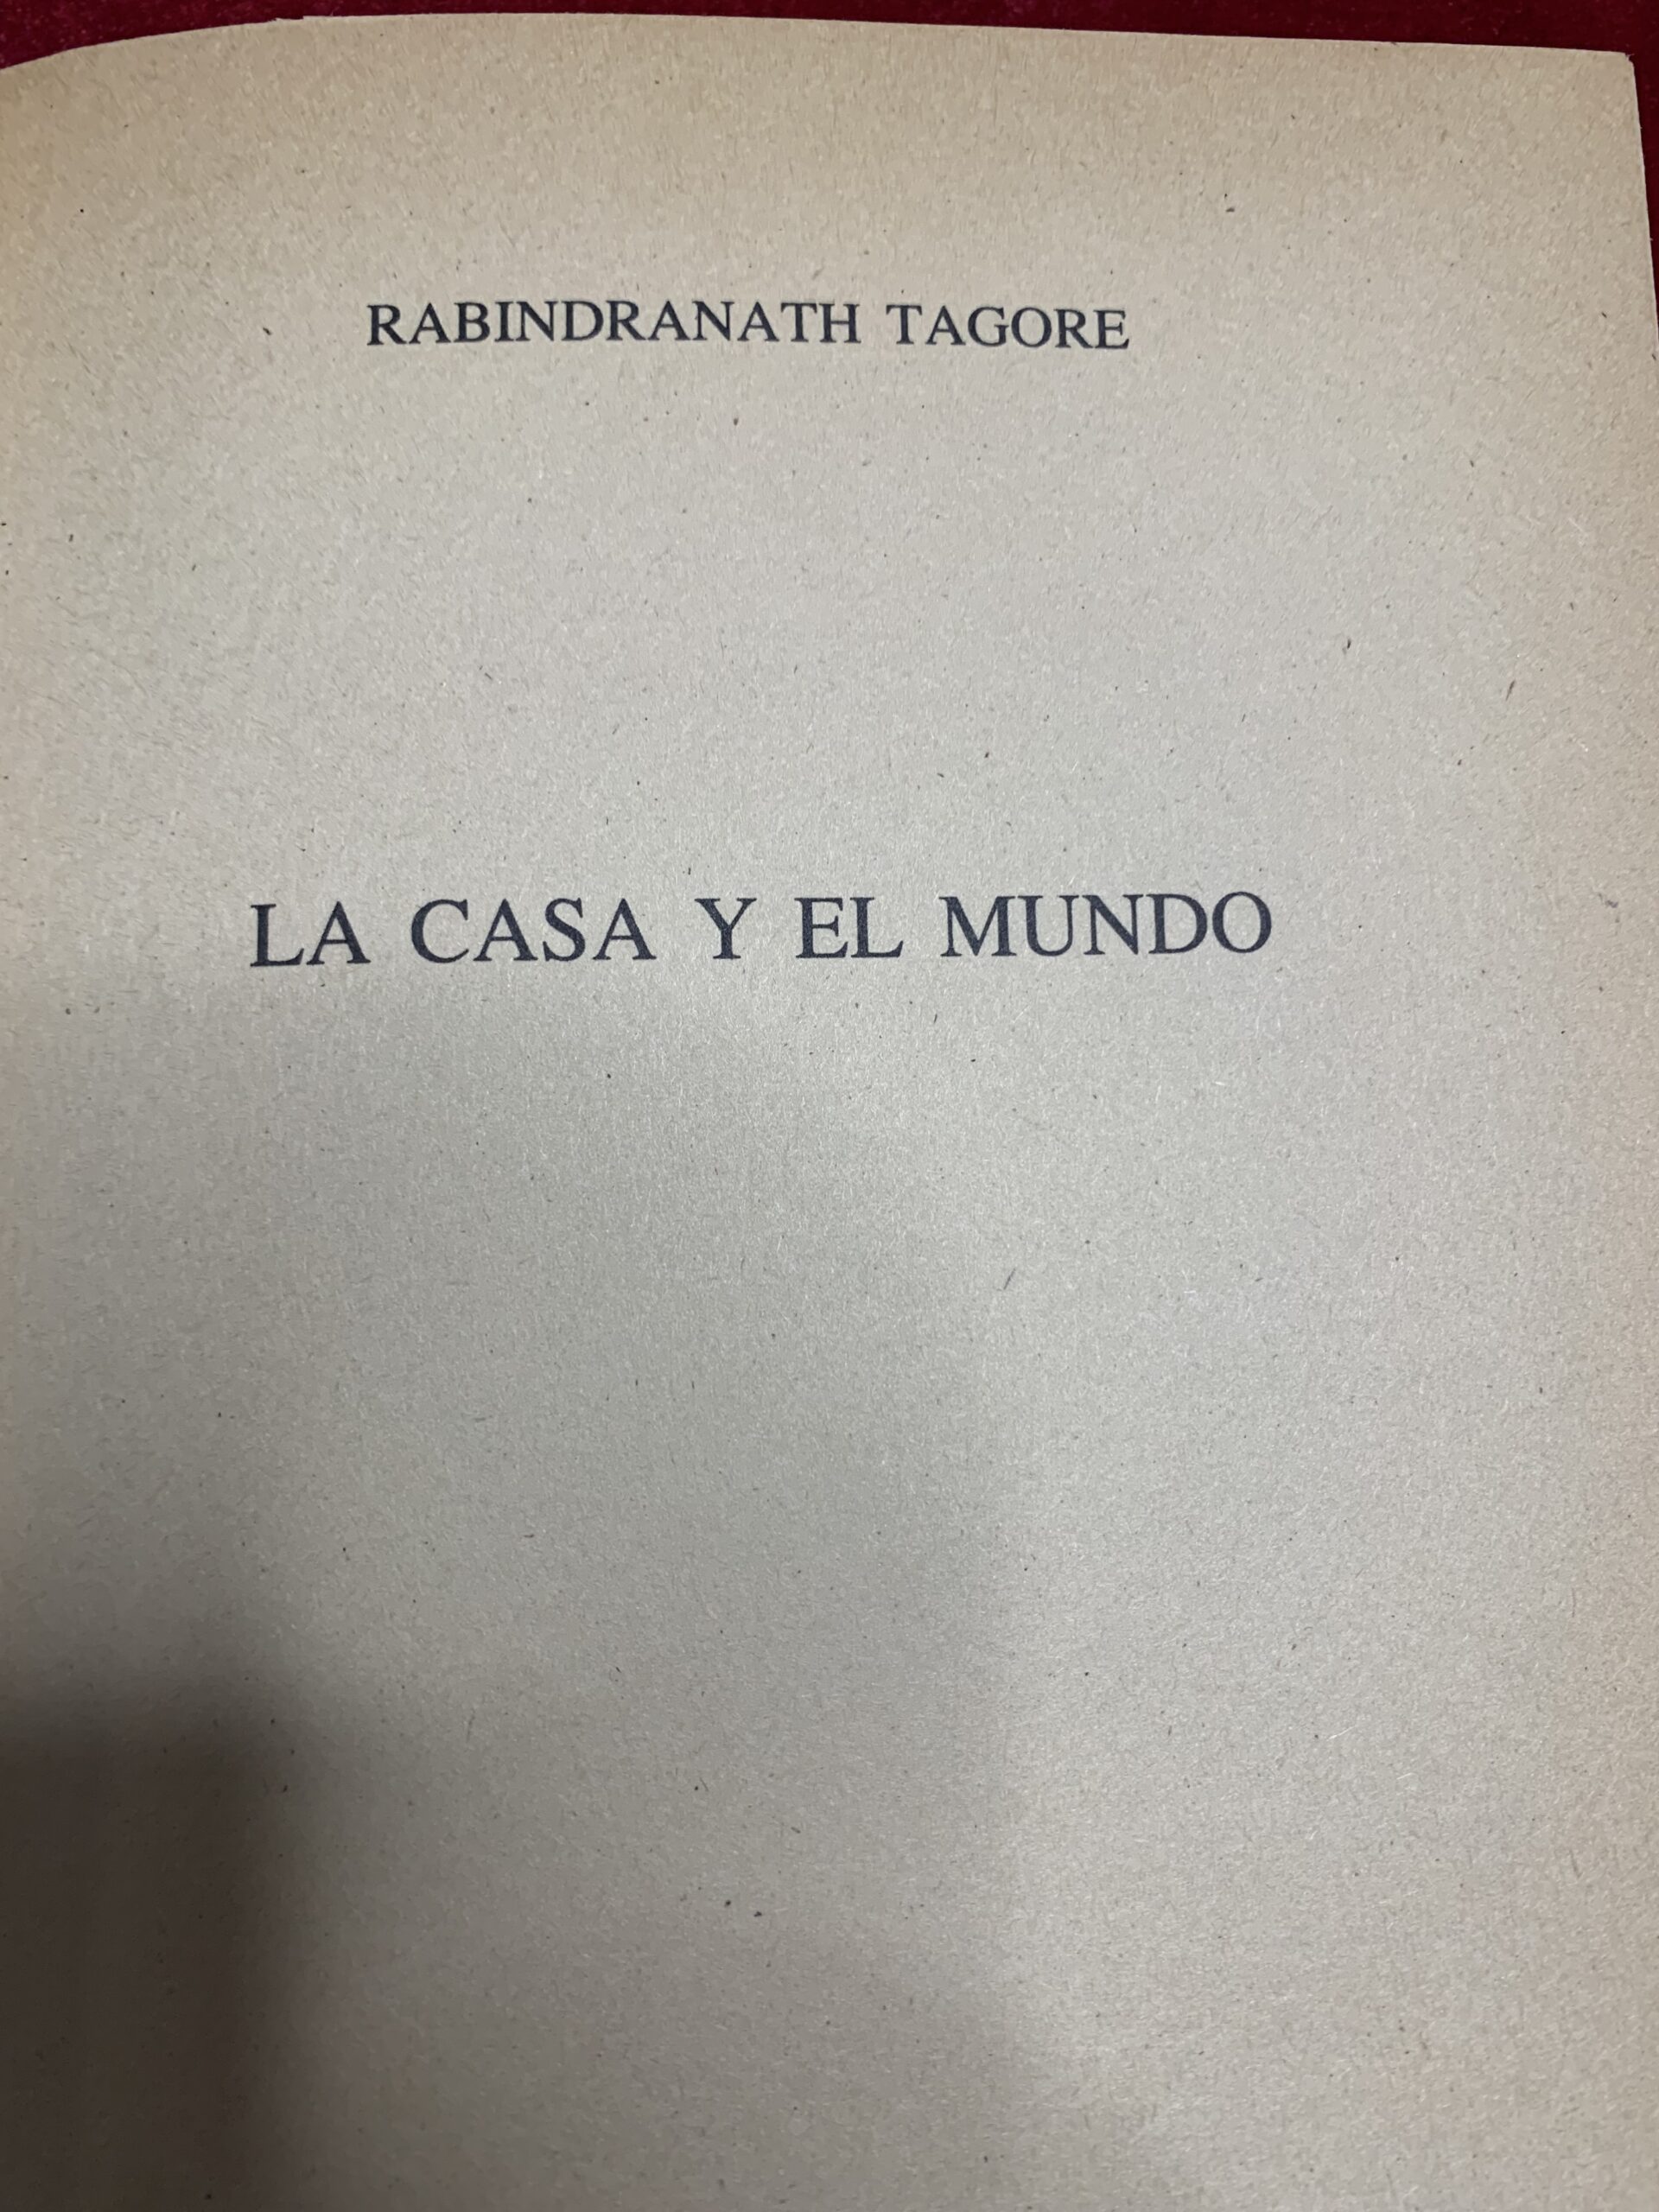 RABINDRANATH TAGORE
LA CASA Y EL MUNDO